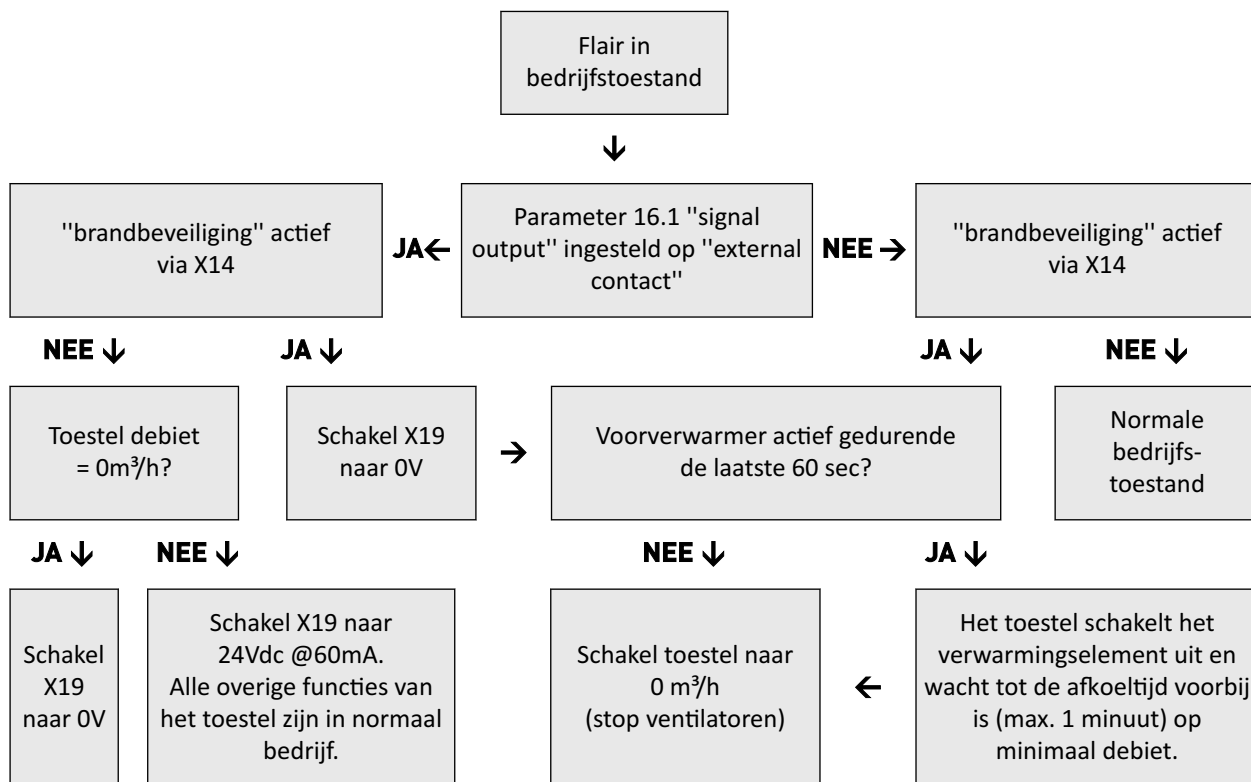 Flair in
bedrijfstoestand
↓
"brandbeveiliging" actief
via X14
JA←
Parameter 16.1 "signal
output" ingesteld op "external
contact"
NEE →
"brandbeveiliging" actief
via X14
NEE ↓
JA ↓
JA ↓
NEE ↓
Toestel debiet
= 0m³/h?
Schakel X19
naar 0V
→
Voorverwarmer actief gedurende
de laatste 60 sec?
Normale
bedrijfs-
toestand
JA ↓
NEE ↓
NEE ↓
JA ↓
Schakel
X19
naar 0V
Schakel X19 naar
24Vdc @60mA.
Alle overige functies van
het toestel zijn in normaal
bedrijf.
Schakel toestel naar
0 m³/h
(stop ventilatoren)
←
Het toestel schakelt het
verwarmingselement uit en
wacht tot de afkoeltijd voorbij
is (max. 1 minuut) op
minimaal debiet.